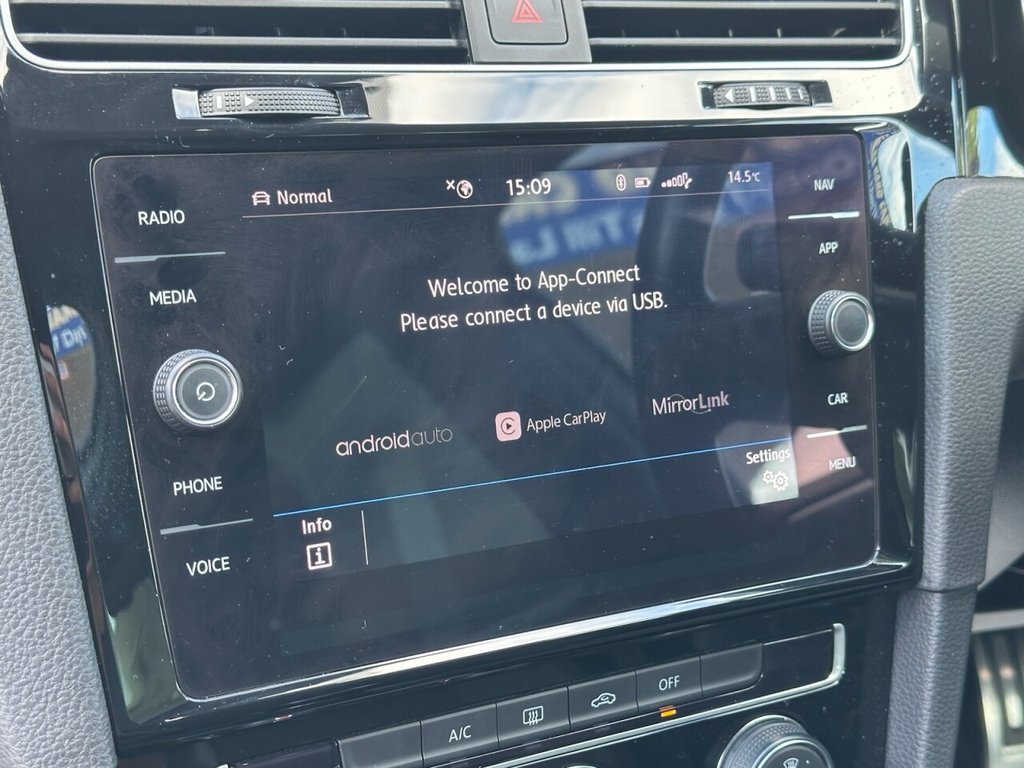 RADIO
MEDIA
PHONE
VOICE
Normal
15:09
14.5°C
Welcome to App-Connect
Please connect a device via USB.
androidauto
Apple CarPlay
MirrorLink
Settings
Info
NAV
APP
CAR
MENU
A/C
OFF